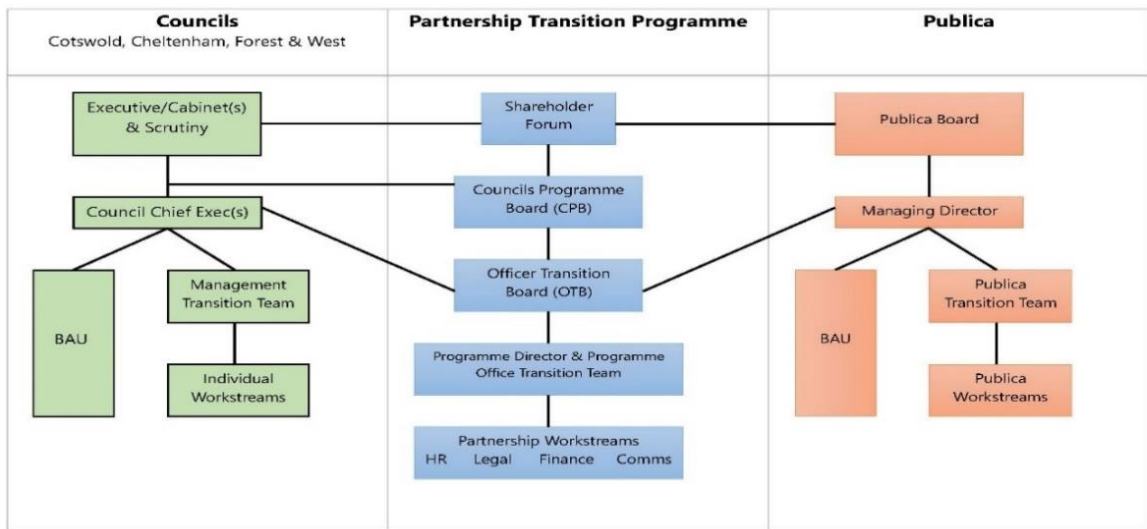 Councils
Cotswold, Cheltenham, Forest & West
Partnership Transition Programme
Publica
Executive/Cabinet(s)
& Scrutiny
Council Chief Exec(s)
BAU
Management
Transition Team
Individual
Workstreams
Shareholder
Forum
Councils Programme
Board (CPB)
Officer Transition
Board (OTB)
Programme Director & Programme
Office Transition Team
Partnership Workstreams
HR Legal Finance Comms
Publica Board
Managing Director
BAU
Publica
Transition Team
Publica
Workstreams